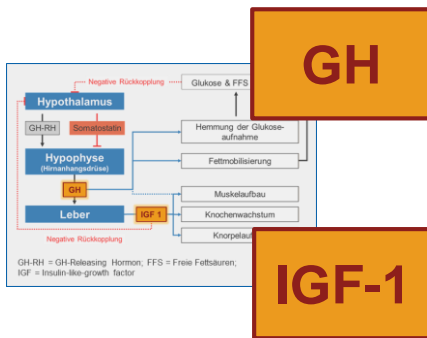 GH
Negative Rückkopplung
Glukose & FFS
Hypothalamus
GH-RH
Somatostatin
Hemmung der Glukose-
aufnahme
Hypophyse
(Hirnanhangsdrüse)
Fettmobilisierung
GH
Muskelaufbau
Leber
IGF 1
Knochenwachstum
Negative Rückkopplung
GH-RH = GH-Releasing Hormon; FFS = Freie Fettsäuren;
IGF = Insulin-like-growth factor
IGF-1